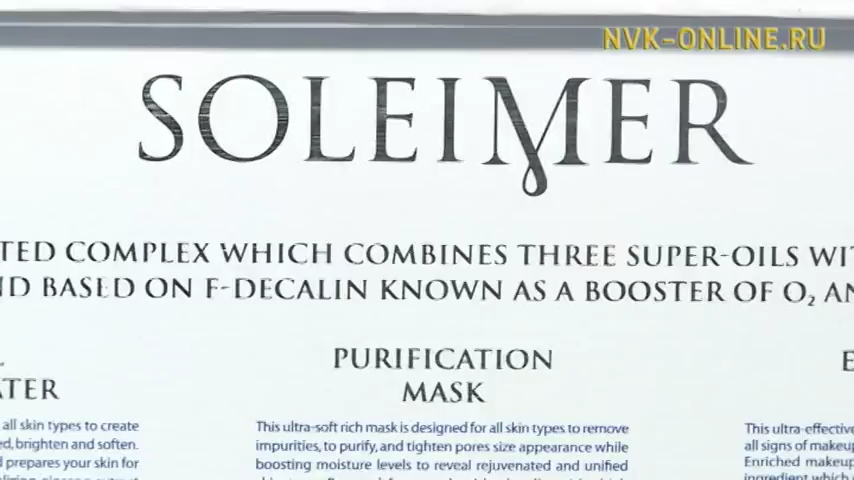 NVK-ONLINE.RU
SOLEIMER
TED COMPLEX WHICH COMBINES THREE SUPER-OILS WIT
ND BASED ON F-DECALIN KNOWN AS A BOOSTER OF O₂ AN
PURIFICATION
MASK
ATER
all skin types to create
ed, brighten and soften.
prepares your skin for
This ultra-soft rich mask is designed for all skin types to remove
impurities, to purify, and tighten pores size appearance while
boosting moisture levels to reveal rejuvenated and unified
This ultra-effective
all signs of makeup
Enriched makeup
ingredient which